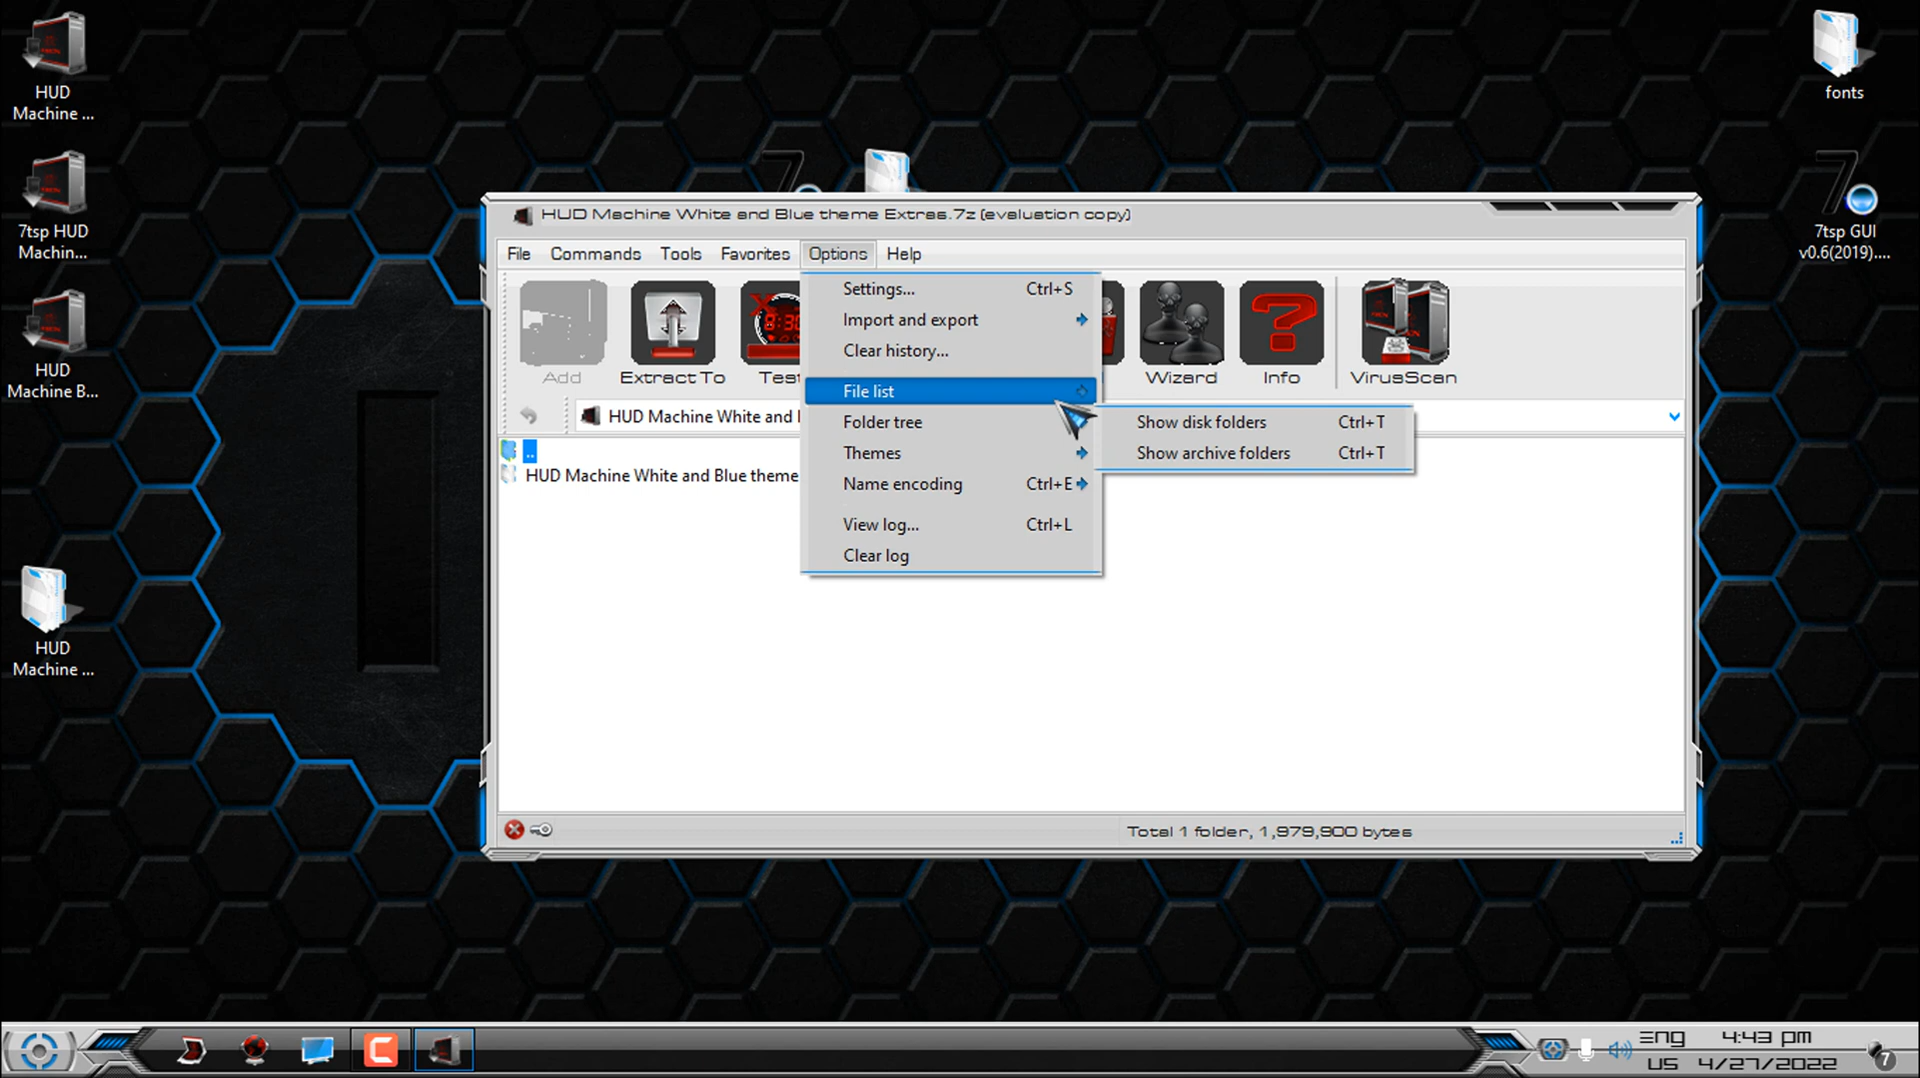 HUD
Machine ...
7tsp HUD
Machin...
HUD
Machine B...
HUD
Machine ...
fonts
7tsp GUI
v0.6(2019)....
HUD Machine White and Blue theme Extras.7z (evaluation copy)
File Commands Tools Favorites Options Help
Add
Extract To
Test
Wizard
Info
VirusScan
Settings... Ctrl+S
Import and export
Clear history...
File list
Folder tree
Themes
Name encoding Ctrl+E
View log... Ctrl+L
Clear log
Show disk folders Ctrl+T
Show archive folders Ctrl+T
HUD Machine White and
..
HUD Machine White and Blue theme
Total 1 folder, 1,979,900 bytes
Eng 4:43 pm
US 4/27/2022
7